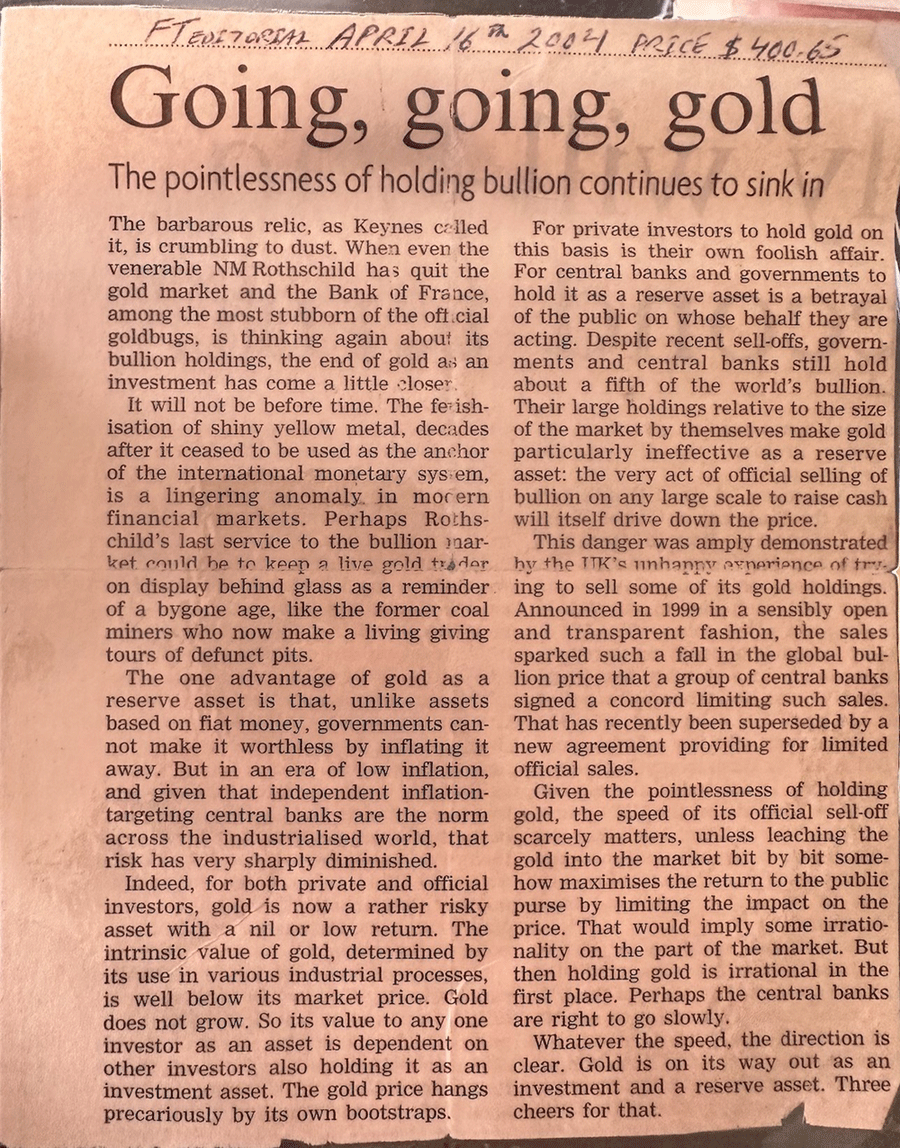 FT EDITORIAL APRIL 16TH 2004 PRICE $400.65
Going, going, gold
The pointlessness of holding bullion continues to sink in
The barbarous relic, as Keynes called
it, is crumbling to dust. When even the
venerable NM Rothschild has quit the
gold market and the Bank of France,
among the most stubborn of the official
goldbugs, is thinking again about its
bullion holdings, the end of gold as an
investment has come a little closer.
It will not be before time. The fetish-
isation of shiny yellow metal, decades
after it ceased to be used as the anchor
of the international monetary system,
is a lingering anomaly in modern
financial markets. Perhaps Roths-
child's last service to the bullion mar-
ket could be to keep a live gold trader
on display behind glass as a reminder
of a bygone age, like the former coal
miners who now make a living giving
tours of defunct pits.
The one advantage of gold as a
reserve asset is that, unlike assets
based on fiat money, governments can-
not make it worthless by inflating it
away. But in an era of low inflation,
and given that independent inflation-
targeting central banks are the norm
across the industrialised world, that
risk has very sharply diminished.
Indeed, for both private and official
investors, gold is now a rather risky
asset with a nil or low return. The
intrinsic value of gold, determined by
its use in various industrial processes,
is well below its market price. Gold
does not grow. So its value to any one
investor as an asset is dependent on
other investors also holding it as an
investment asset. The gold price hangs
precariously by its own bootstraps.
For private investors to hold gold on
this basis is their own foolish affair.
For central banks and governments to
hold it as a reserve asset is a betrayal
of the public on whose behalf they are
acting. Despite recent sell-offs, govern-
ments and central banks still hold
about a fifth of the world's bullion.
Their large holdings relative to the size
of the market by themselves make gold
particularly ineffective as a reserve
asset: the very act of official selling of
bullion on any large scale to raise cash
will itself drive down the price.
This danger was amply demonstrated
by the UK's unhappy experience of try-
ing to sell some of its gold holdings.
Announced in 1999 in a sensibly open
and transparent fashion, the sales
sparked such a fall in the global bul-
lion price that a group of central banks
signed a concord limiting such sales.
That has recently been superseded by a
new agreement providing for limited
official sales.
Given the pointlessness of holding
gold, the speed of its official sell-off
scarcely matters, unless leaching the
gold into the market bit by bit some-
how maximises the return to the public
purse by limiting the impact on the
price. That would imply some irratio-
nality on the part of the market. But
then holding gold is irrational in the
first place. Perhaps the central banks
are right to go slowly.
Whatever the speed, the direction is
clear. Gold is on its way out as an
investment and a reserve asset. Three
cheers for that.